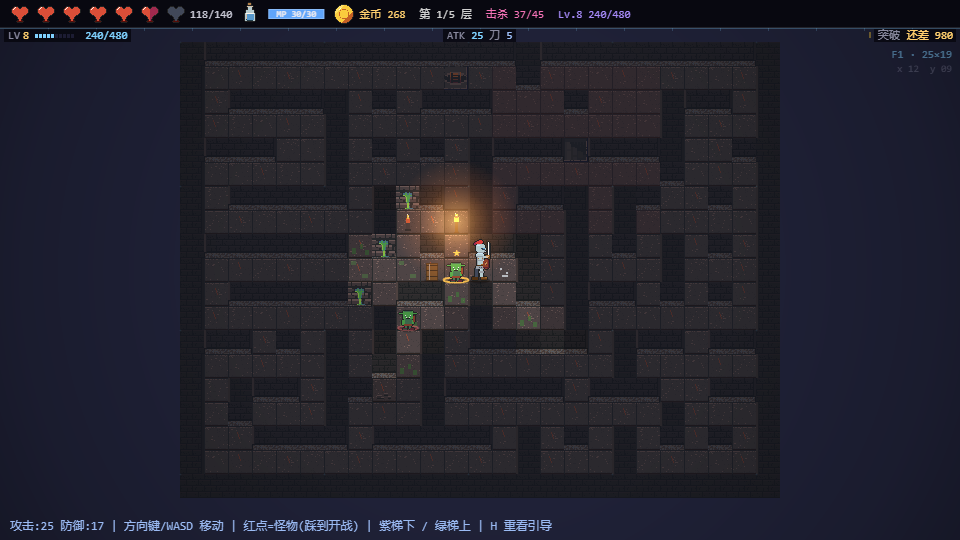 118/140 MP 30/30 金币 268 第 1/5 层 击杀 37/45 Lv.8 240/480
LV 8 240/480 ATK 25 刀 5 突破 还差 980
F1 · 25×19
x 12 y 09
攻击:25 防御:17 | 方向键/WASD 移动 | 红点=怪物(踩到开战) | 紫梯下 / 绿梯上 | H 重看引导